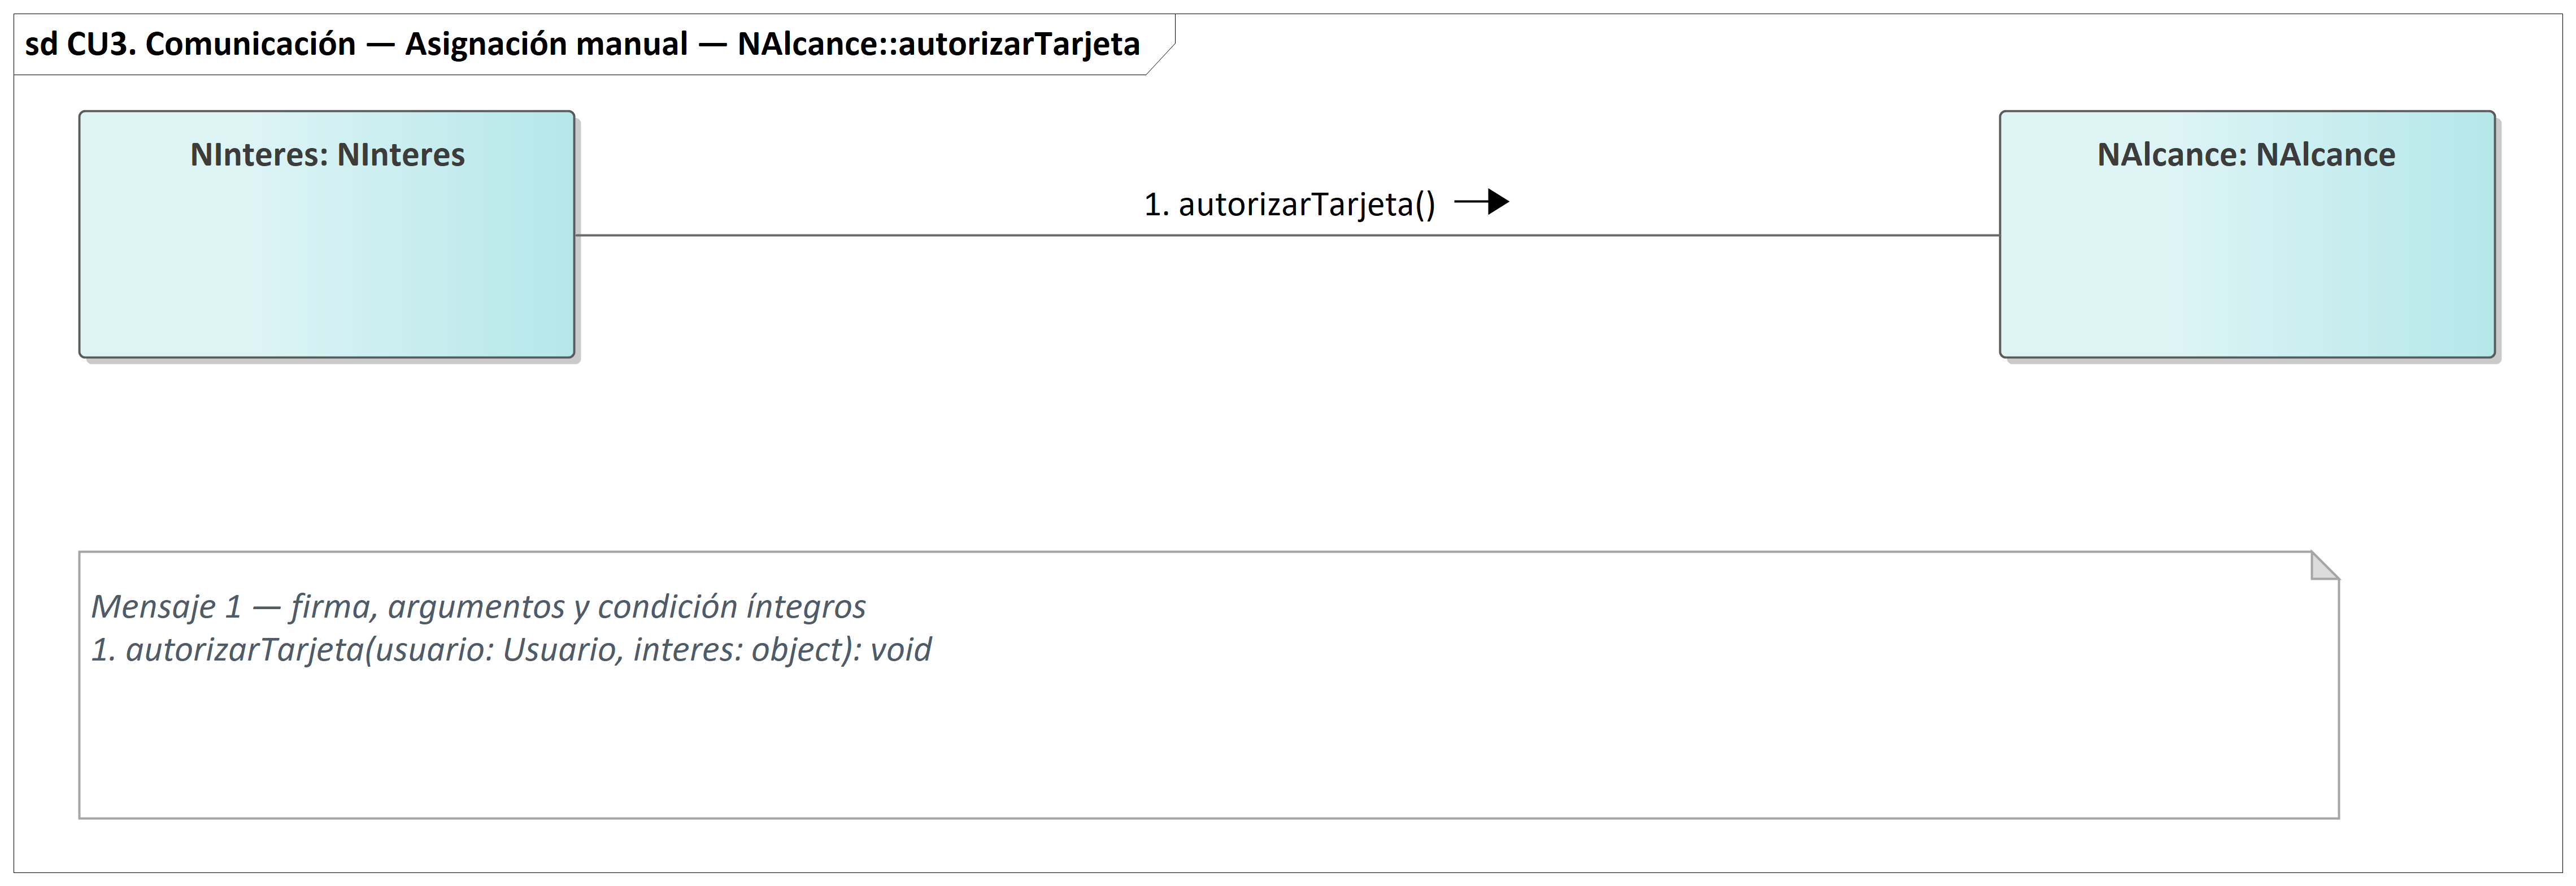 sd CU3. Comunicación — Asignación manual — NAlcance::autorizarTarjeta
NInteres: NInteres
NAlcance: NAlcance
1. autorizarTarjeta()
Mensaje 1 — firma, argumentos y condición íntegros
1. autorizarTarjeta(usuario: Usuario, interes: object): void